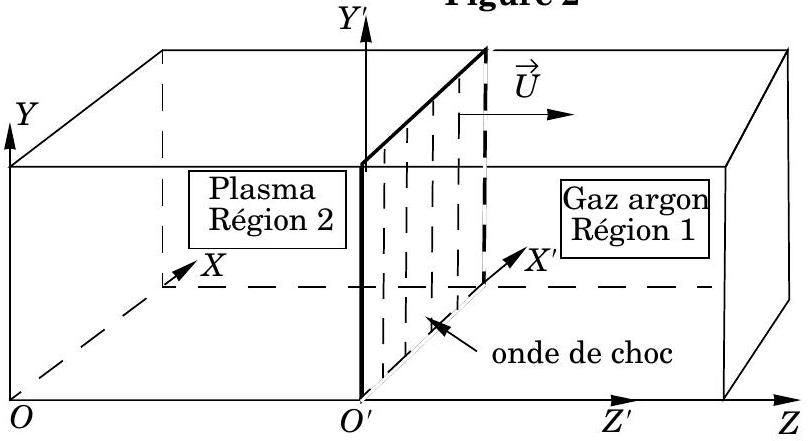 Figure 2
Y'
U
Y
Plasma
Région 2
Gaz argon
Région 1
X
X'
onde de choc
O
O'
Z'
Z